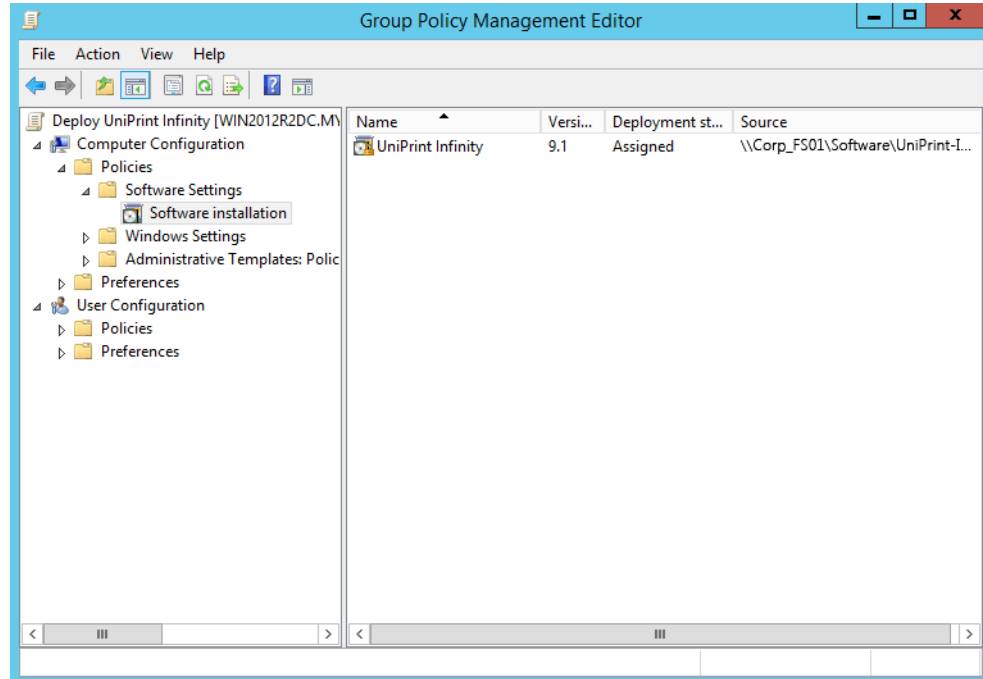 Group Policy Management Editor
File Action View Help
Deploy UniPrint Infinity [WIN2012R2DC.MY
Computer Configuration
Policies
Software Settings
Software installation
Windows Settings
Administrative Templates: Polic
Preferences
User Configuration
Policies
Preferences
Name Versi... Deployment st... Source
UniPrint Infinity 9.1 Assigned \\Corp_FS01\Software\UniPrint-I...